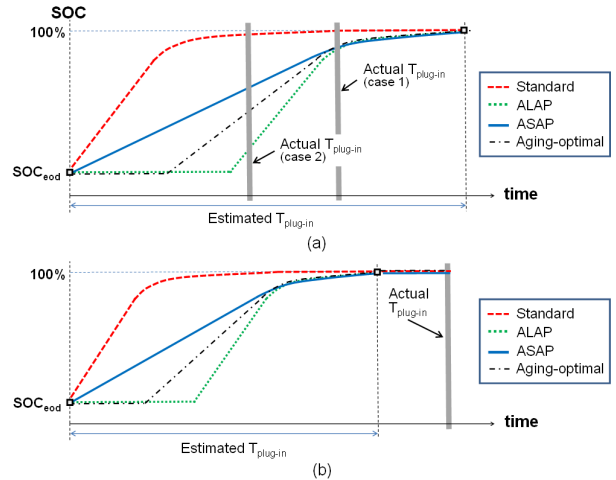 SOC
100%
Actual T_plug-in
(case 1)
Standard
ALAP
ASAP
Aging-optimal
Actual T_plug-in
(case 2)
SOC_eod
time
Estimated T_plug-in
(a)
100%
Actual
T_plug-in
Standard
ALAP
ASAP
Aging-optimal
SOC_eod
time
Estimated T_plug-in
(b)